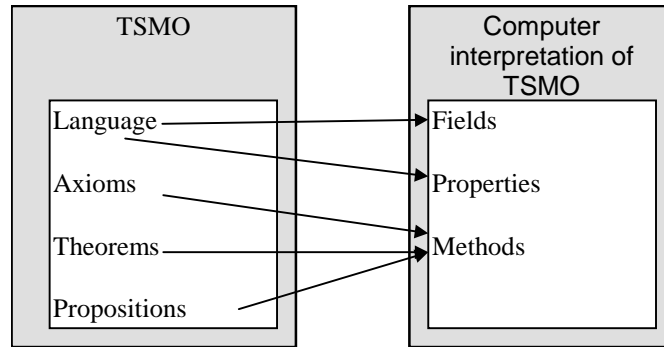 TSMO
Language
Axioms
Theorems
Propositions
Computer
interpretation of
TSMO
Fields
Properties
Methods